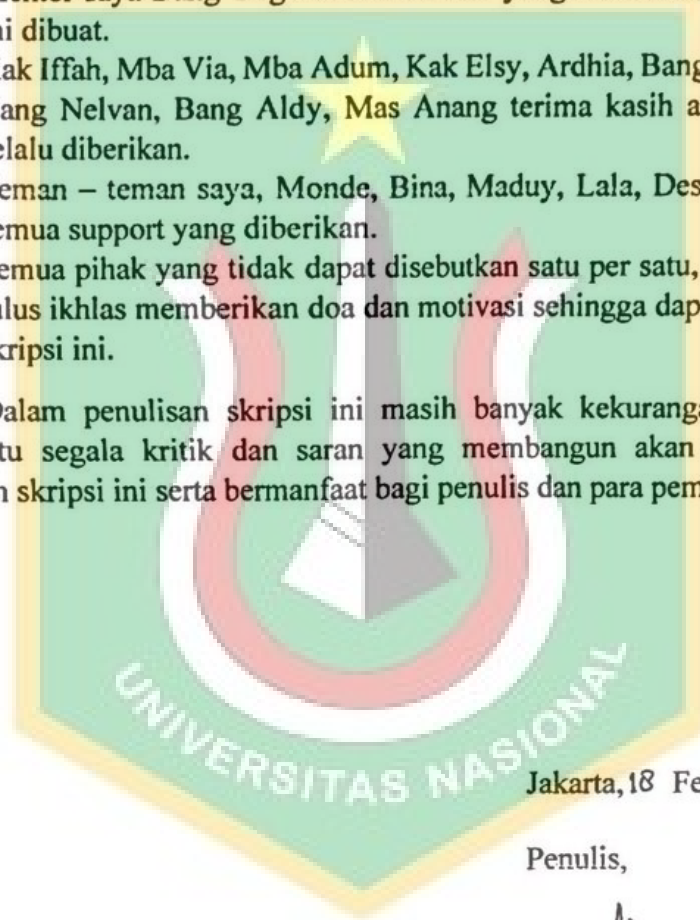 ni dibuat.
ak Iffah, Mba Via, Mba Adum, Kak Elsy, Ardhia, Bang
ang Nelvan, Bang Aldy, Mas Anang terima kasih a
elalu diberikan.
eman – teman saya, Monde, Bina, Maduy, Lala, Des
emua support yang diberikan.
emua pihak yang tidak dapat disebutkan satu per satu,
ulus ikhlas memberikan doa dan motivasi sehingga dap
kripsi ini.
Dalam penulisan skripsi ini masih banyak kekuranga
tu segala kritik dan saran yang membangun akan
n skripsi ini serta bermanfaat bagi penulis dan para pem
UNIVERSITAS NASIONAL
Jakarta, 18 Fe
Penulis,